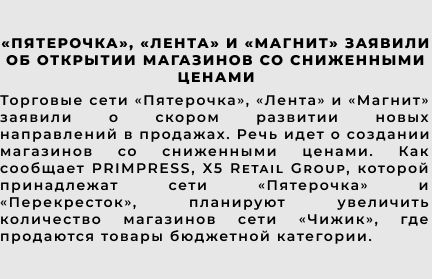 «ПЯТЕРОЧКА», «ЛЕНТА» И «МАГНИТ» ЗАЯВИЛИ
ОБ ОТКРЫТИИ МАГАЗИНОВ СО СНИЖЕННЫМИ
ЦЕНАМИ
Торговые сети «Пятерочка», «Лента» и «Магнит»
заявили о скором развитии новых
направлений в продажах. Речь идет о создании
магазинов со сниженными ценами. Как
сообщает PRIMPRESS, X5 Retail Group, которой
принадлежат сети «Пятерочка» и
«Перекресток», планируют увеличить
количество магазинов сети «Чижик», где
продаются товары бюджетной категории.